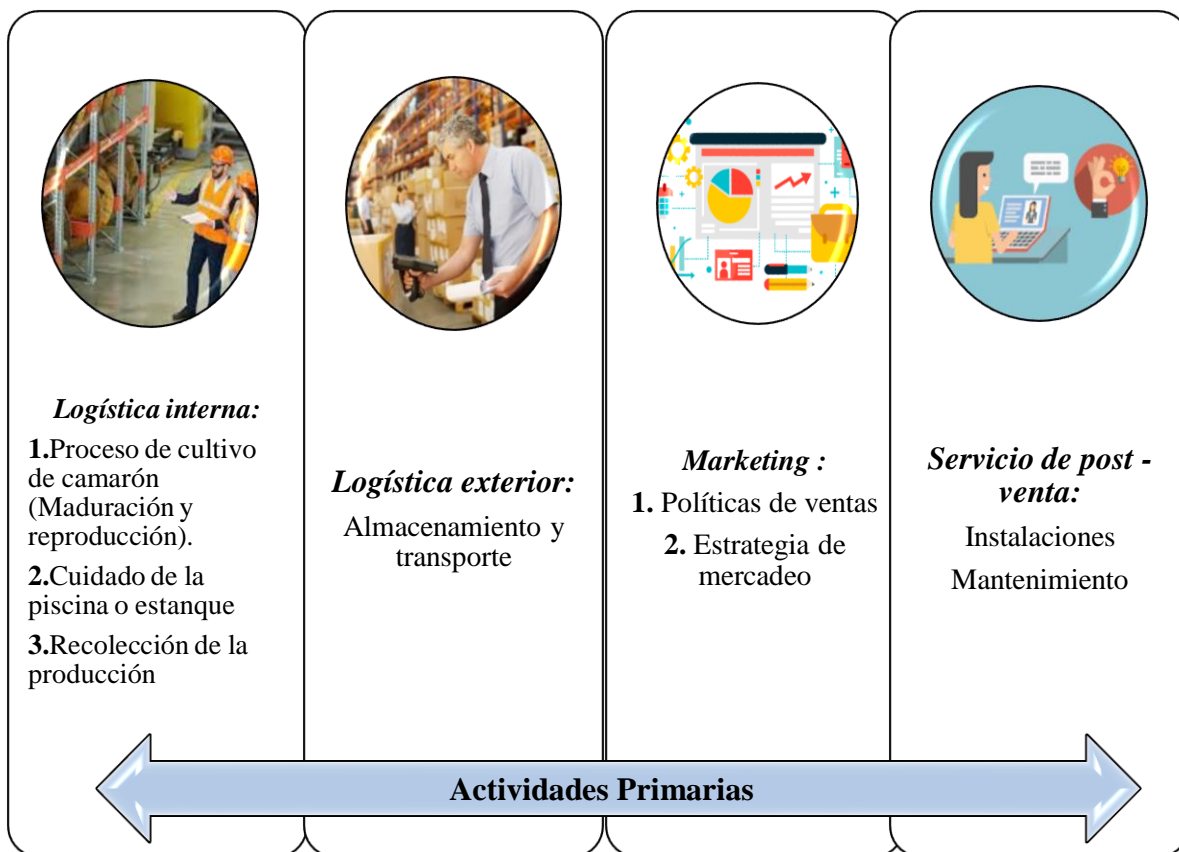 Logística interna:
1.Proceso de cultivo
de camarón
(Maduración y
reproducción).
2.Cuidado de la
piscina o estanque
3.Recolección de la
producción
Logística exterior:
Almacenamiento y
transporte
Marketing :
1. Políticas de ventas
2. Estrategia de
mercadeo
Servicio de post -
venta:
Instalaciones
Mantenimiento
Actividades Primarias